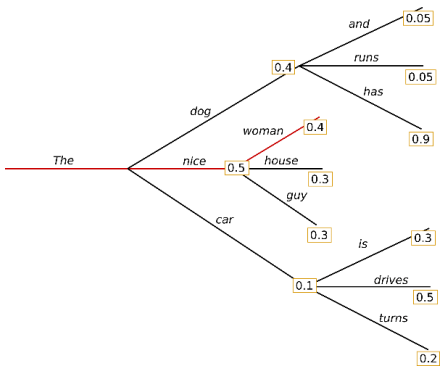 and
0.05
0.4
runs
0.05
has
dog
woman
0.4
0.9
The
nice
0.5
house
0.3
guy
car
0.3
is
0.3
0.1
drives
0.5
turns
0.2